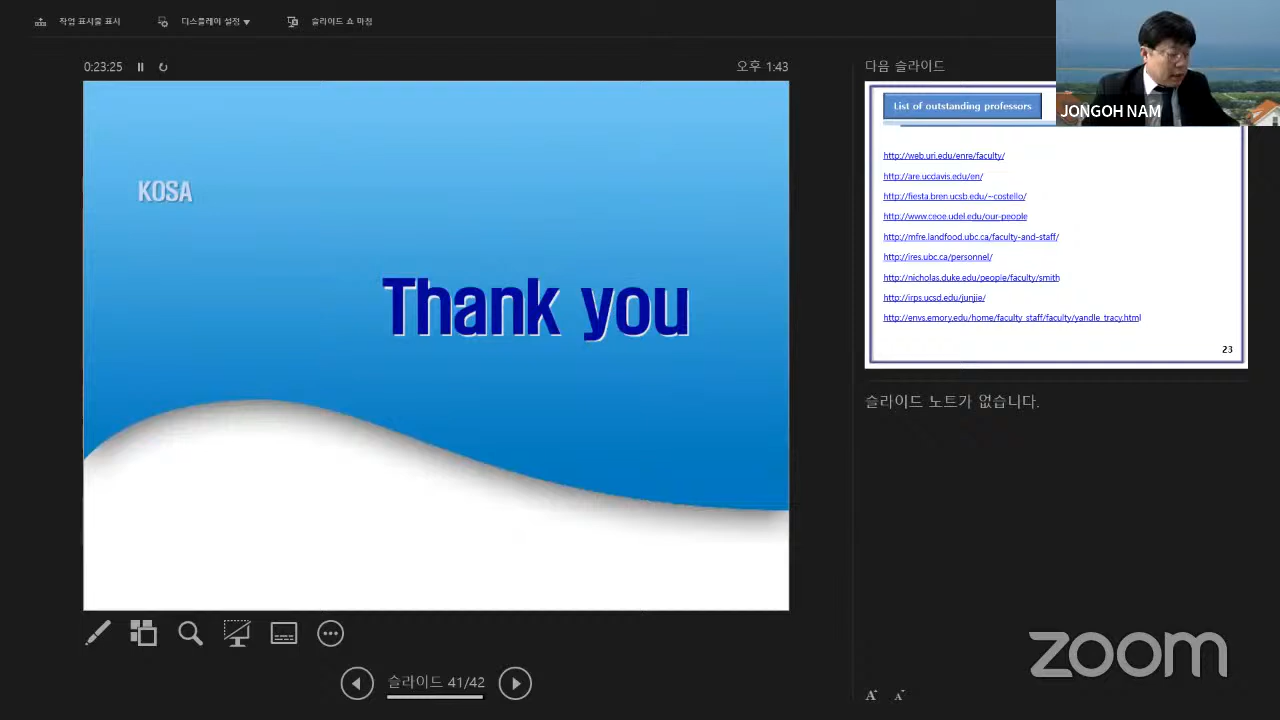 작업 표시줄 표시
디스플레이 설정 ▼
슬라이드 쇼 마침
0:23:25
오후 1:43
KOSA
Thank you
슬라이드 41/42
다음 슬라이드
List of outstanding professors
http://web.uri.edu/enre/faculty/
http://are.ucdavis.edu/en/
http://fiesta.bren.ucsb.edu/~costello/
http://www.ceoe.udel.edu/our-people
http://mfre.landfood.ubc.ca/faculty-and-staff/
http://ires.ubc.ca/personnel/
http://nicholas.duke.edu/people/faculty/smith
http://irps.ucsd.edu/junjie/
http://envs.emory.edu/home/faculty_staff/faculty/yandle_tracy.html
23
JONGOH NAM
슬라이드 노트가 없습니다.
A A
zoom